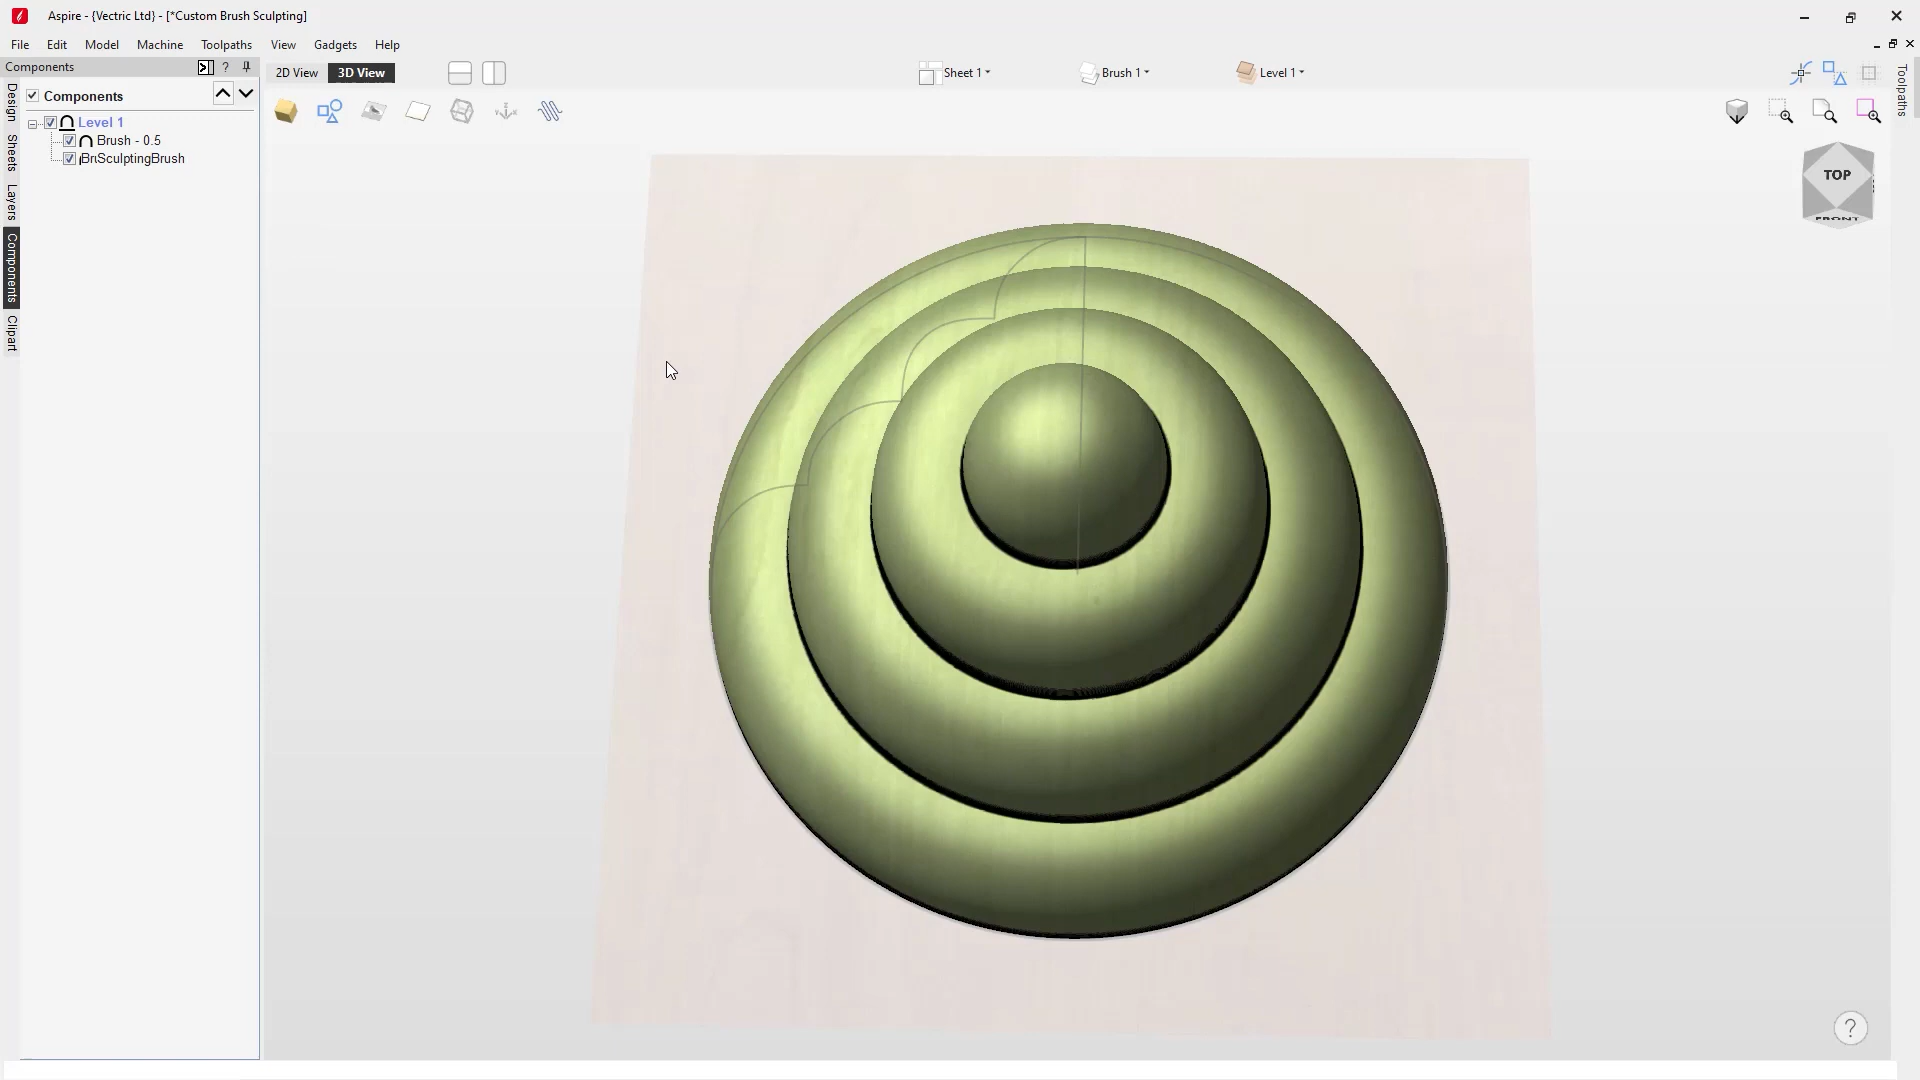 Aspire - {Vectric Ltd} - [*Custom Brush Sculpting]
File Edit Model Machine Toolpaths View Gadgets Help
Components ?
2D View 3D View Sheet 1 Brush 1 Level 1
Components
Level 1
Brush - 0.5
BriSculptingBrush
Design
Sheets
Layers
Components
Clipart
Toolpaths
TOP
FRONT
?